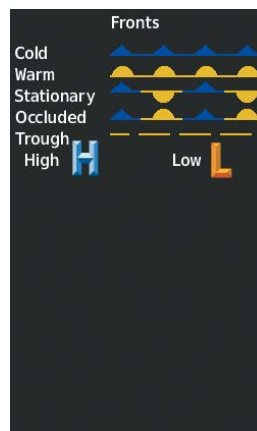 Fronts
Cold
Warm
Stationary
Occluded
Trough
High H Low L